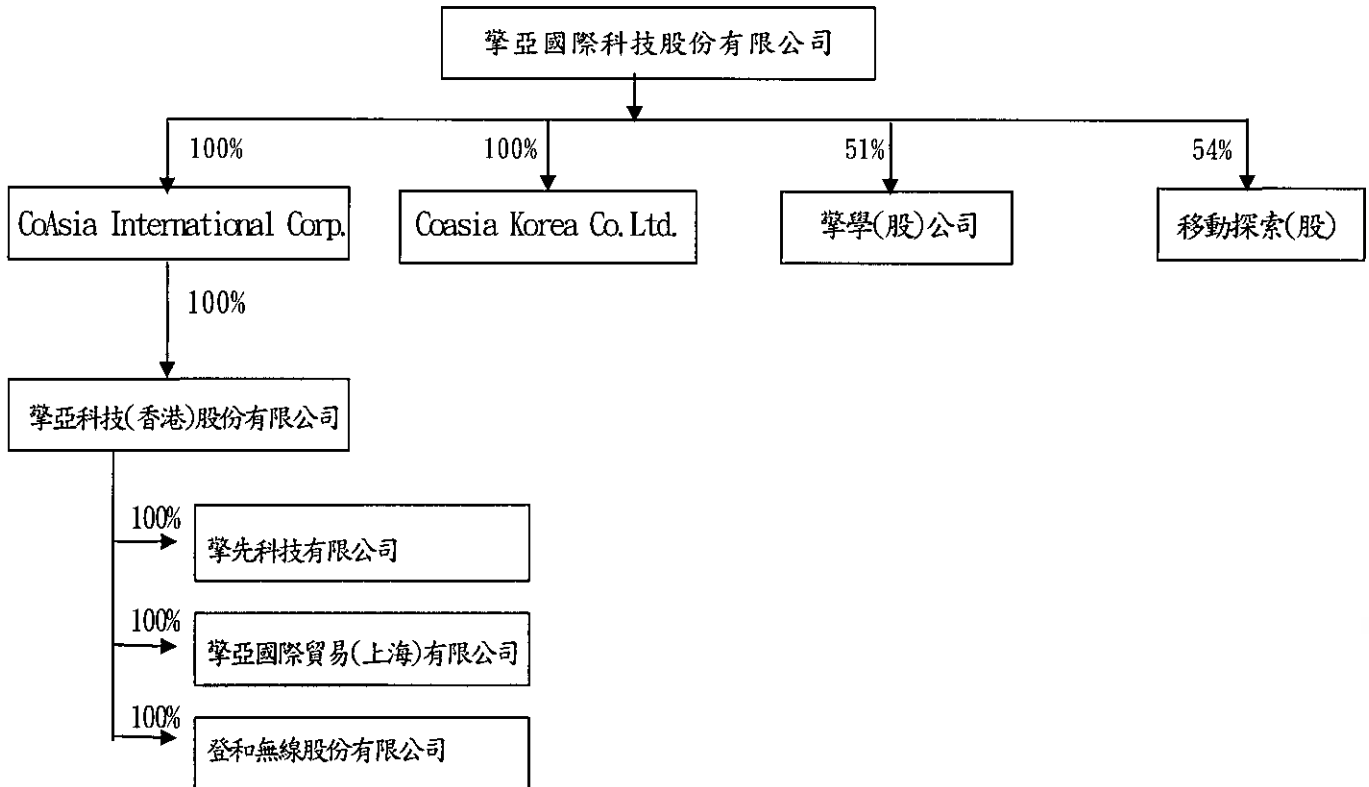 擎亞國際科技股份有限公司
100%
100%
51%
54%
CoAsia International Corp.
Coasia Korea Co.Ltd.
擎學(股)公司
移動探索(股)
100%
擎亞科技(香港)股份有限公司
100%
擎先科技有限公司
100%
擎亞國際貿易(上海)有限公司
100%
登和無線股份有限公司